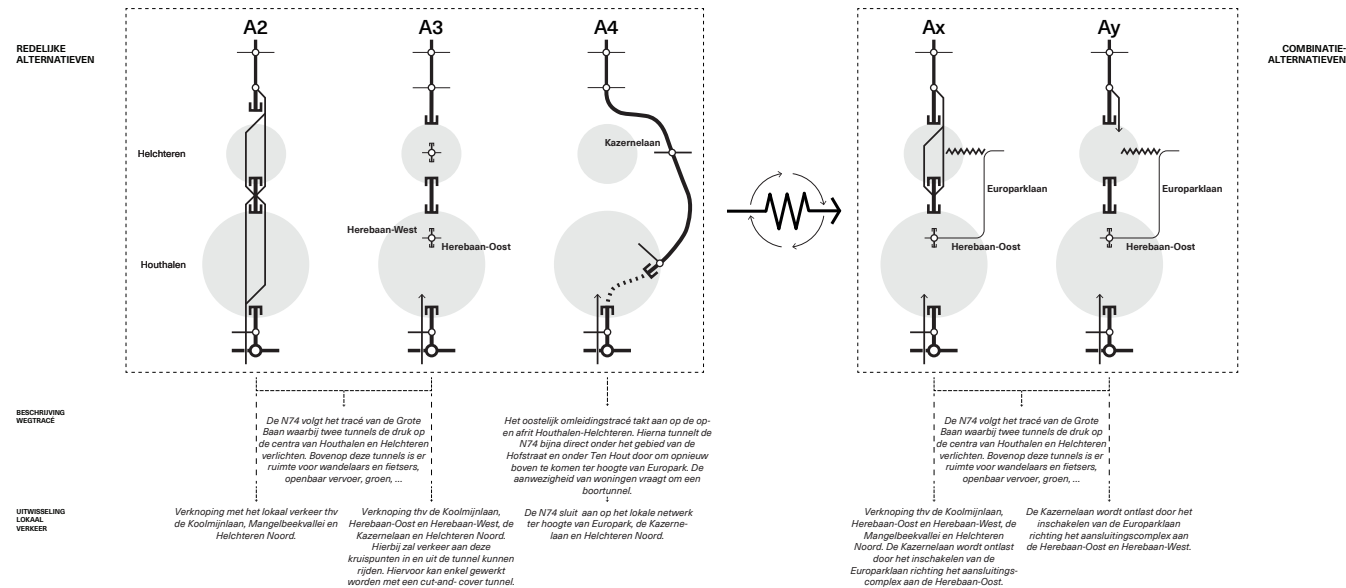 A2
A3
A4
Ax
Ay
REDELIJKE
ALTERNATIEVEN
COMBINATIE-
ALTERNATIEVEN
Helchteren
Kazernelaan
Europarklaan
Europarklaan
Herebaan-West
Herebaan-Oost
Herebaan-Oost
Herebaan-Oost
Houthalen
BESCHRIJVING
WEGTRACÉ
De N74 volgt het tracé van de Grote
Baan waarbij twee tunnels de druk op
de centra van Houthalen en Helchteren
verlichten. Bovenop deze tunnels is er
ruimte voor wandelaars en fietsers,
openbaar vervoer, groen, ...
Het oostelijk omleidingstracé takt aan op de op-
en afrit Houthalen-Helchteren. Hierna tunnelt de
N74 bijna direct onder het gebied van de
Hofstraat en onder Ten Hout door om opnieuw
boven te komen ter hoogte van Europark. De
aanwezigheid van woningen vraagt om een
boortunnel.
De N74 volgt het tracé van de Grote
Baan waarbij twee tunnels de druk op
de centra van Houthalen en Helchteren
verlichten. Bovenop deze tunnels is er
ruimte voor wandelaars en fietsers,
openbaar vervoer, groen, ...
UITWISSELING
LOKAAL
VERKEER
Verknoping met het lokaal verkeer thv
de Koolmijnlaan, Mangelbeekvallei en
Helchteren Noord.
Verknoping thv de Koolmijnlaan,
Herebaan-Oost en Herebaan-West, de
Kazernelaan en Helchteren Noord.
Hierbij zal verkeer aan deze
kruispunten in en uit de tunnel kunnen
rijden. Hiervoor kan enkel gewerkt
worden met een cut-and- cover tunnel.
De N74 sluit aan op het lokale netwerk
ter hoogte van Europark, de Kazerne-
laan en Helchteren Noord.
Verknoping thv de Koolmijnlaan,
Herebaan-Oost en Herebaan-West, de
Mangelbeekvallei en Helchteren
Noord. De Kazernelaan wordt ontlast
door het inschakelen van de
Europarklaan richting het aansluitings-
complex aan de Herebaan-Oost.
De Kazernelaan wordt ontlast door het
inschakelen van de Europarklaan
richting het aansluitingscomplex aan
de Herebaan-Oost en Herebaan-West.